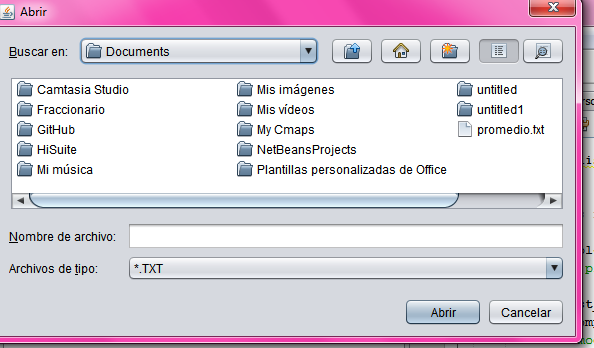 Abrir
Buscar en: Documents
Camtasia Studio
Fraccionario
GitHub
HiSuite
Mi música
Mis imágenes
Mis vídeos
My Cmaps
NetBeansProjects
Plantillas personalizadas de Office
untitled
untitled1
promedio.txt
Nombre de archivo:
Archivos de tipo: *.TXT
Abrir Cancelar